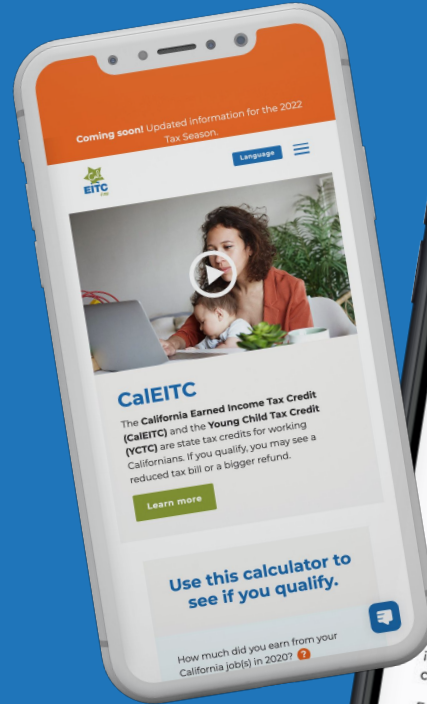 Coming soon! Updated information for the 2022
Tax Season.
Language
EITC
CalEITC
The California Earned Income Tax Credit
(CalEITC) and the Young Child Tax Credit
(YCTC) are state tax credits for working
Californians. If you qualify, you may see a
reduced tax bill or a bigger refund.
Learn more
Use this calculator to
see if you qualify.
How much did you earn from your
California job(s) in 2020? ?